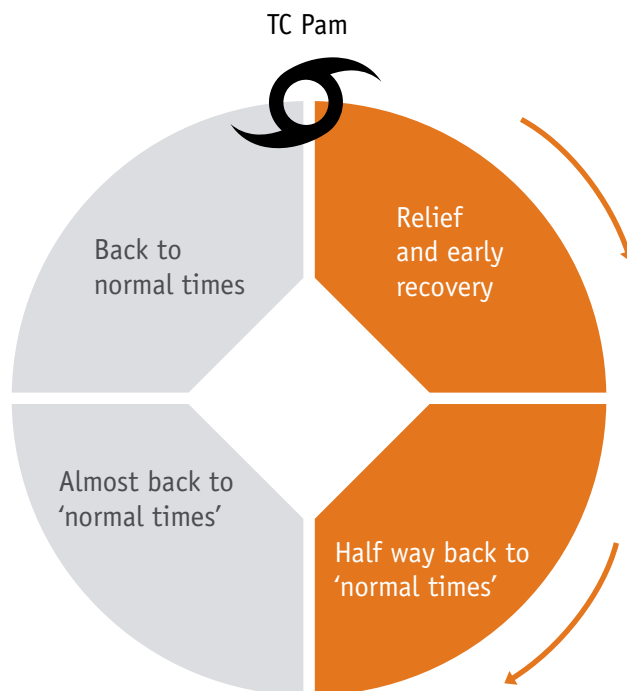 TC Pam
Relief
and early
recovery
Half way back to
‘normal times’
Almost back to
‘normal times’
Back to
normal times